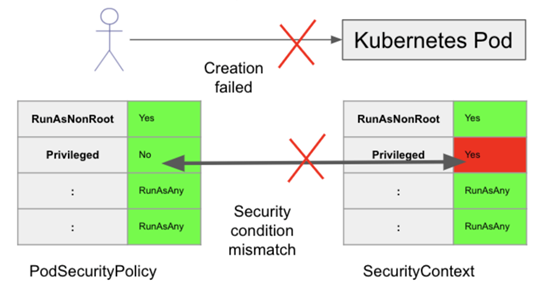 Kubernetes Pod
Creation
failed
RunAsNonRoot Yes
Privileged No
: RunAsAny
: RunAsAny
PodSecurityPolicy
Security
condition
mismatch
RunAsNonRoot Yes
Privileged Yes
: RunAsAny
: RunAsAny
SecurityContext